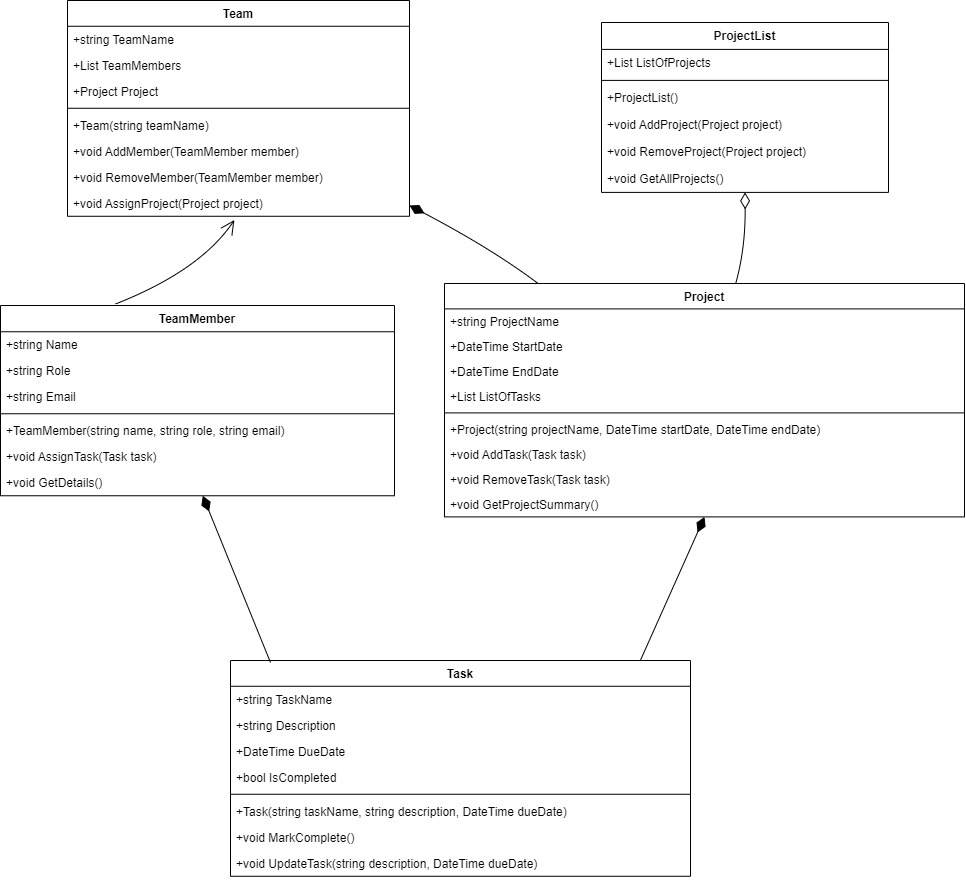 Team
+string TeamName
+List TeamMembers
+Project Project
+Team(string teamName)
+void AddMember(TeamMember member)
+void RemoveMember(TeamMember member)
+void AssignProject(Project project)
ProjectList
+List ListOfProjects
+ProjectList()
+void AddProject(Project project)
+void RemoveProject(Project project)
+void GetAllProjects()
TeamMember
+string Name
+string Role
+string Email
+TeamMember(string name, string role, string email)
+void AssignTask(Task task)
+void GetDetails()
Project
+string ProjectName
+DateTime StartDate
+DateTime EndDate
+List ListOfTasks
+Project(string projectName, DateTime startDate, DateTime endDate)
+void AddTask(Task task)
+void RemoveTask(Task task)
+void GetProjectSummary()
Task
+string TaskName
+string Description
+DateTime DueDate
+bool IsCompleted
+Task(string taskName, string description, DateTime dueDate)
+void MarkComplete()
+void UpdateTask(string description, DateTime dueDate)